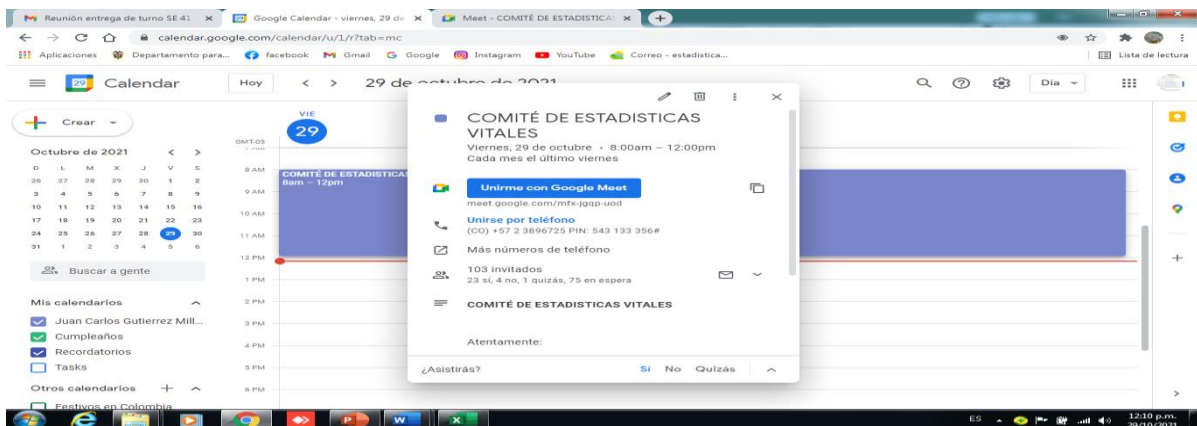 Reunión entrega de turno SE 41
Google Calendar - viernes, 29 de
Meet - COMITÉ DE ESTADISTICA
calendar.google.com/calendar/u/1/r?tab=mc
Aplicaciones Departamento para... facebook Gmail Google Instagram YouTube Correo - estadistica... Lista de lectura
29 Calendar Hoy 29 de octubre de 2021 Día
Crear
Octubre de 2021
D L M X J V S
26 27 28 29 30 1 2
3 4 5 6 7 8 9
10 11 12 13 14 15 16
17 18 19 20 21 22 23
24 25 26 27 28 29 30
31 1 2 3 4 5 6
Buscar a gente
Mis calendarios
Juan Carlos Gutierrez Mill...
Cumpleaños
Recordatorios
Tasks
Otros calendarios
Festivos en Colombia
VIE
29
GMT-05
8 AM
9 AM
10 AM
11 AM
12 PM
1 PM
2 PM
3 PM
4 PM
5 PM
6 PM
COMITÉ DE ESTADISTICAS
8am – 12pm
COMITÉ DE ESTADISTICAS
VITALES
Viernes, 29 de octubre · 8:00am – 12:00pm
Cada mes el último viernes
Unirme con Google Meet
meet.google.com/mfx-jgqp-uod
Unirse por teléfono
(CO) +57 2 3896725 PIN: 543 133 356#
Más números de teléfono
103 invitados
23 sí, 4 no, 1 quizás, 75 en espera
COMITÉ DE ESTADISTICAS VITALES
Atentamente:
¿Asistirás? Sí No Quizás
ES
12:10 p.m.
29/10/2021